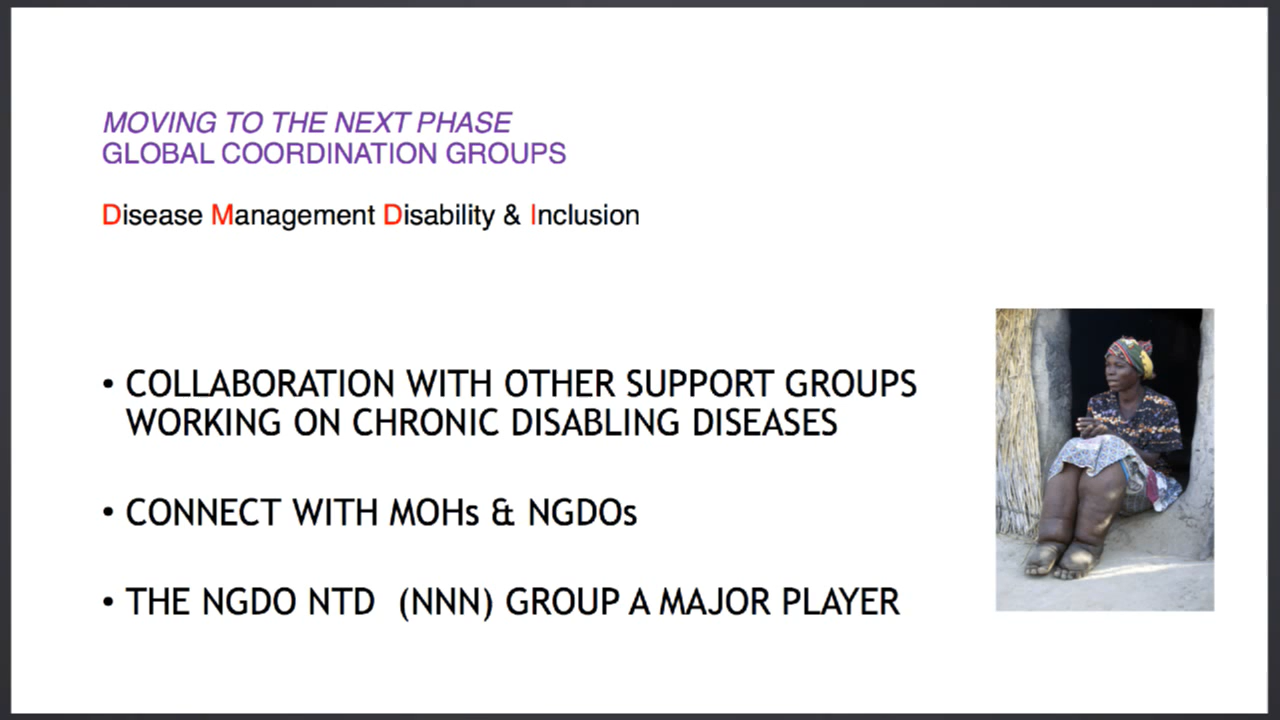 MOVING TO THE NEXT PHASE
GLOBAL COORDINATION GROUPS
Disease Management Disability & Inclusion
• COLLABORATION WITH OTHER SUPPORT GROUPS
WORKING ON CHRONIC DISABLING DISEASES
• CONNECT WITH MOHs & NGDOs
• THE NGDO NTD (NNN) GROUP A MAJOR PLAYER